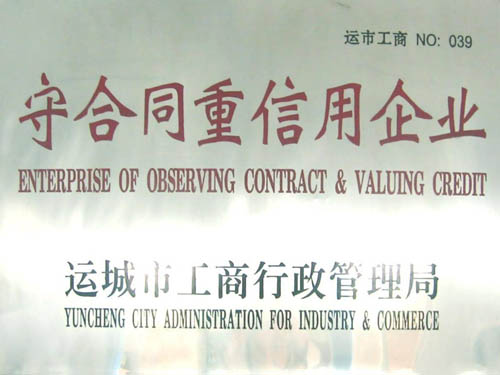 运市工商 NO: 039
守合同重信用企业
ENTERPRISE OF OBSERVING CONTRACT & VALUING CREDIT
运城市工商行政管理局
YUNCHENG CITY ADMINISTRATION FOR INDUSTRY & COMMERCE